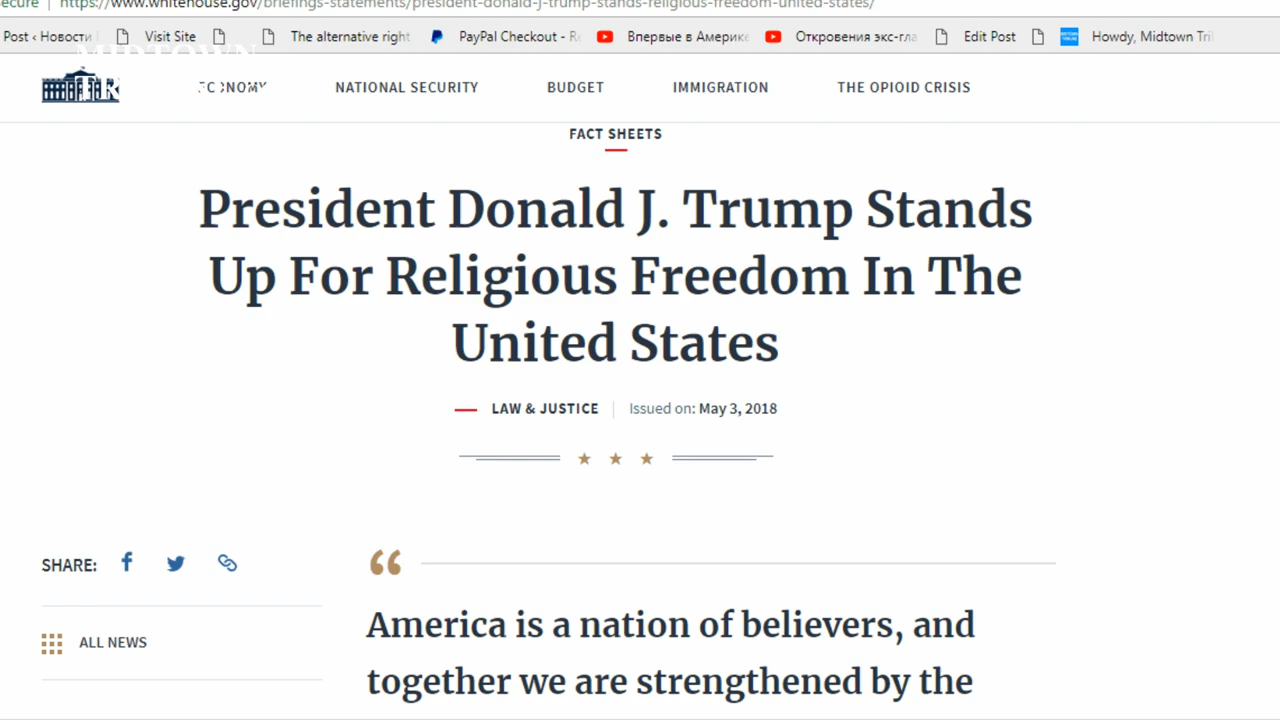 ecure | https://www.whitehouse.gov/briefings-statements/president-donald-j-trump-stands-religious-freedom-united-states/
Post ‹ Новости Visit Site The alternative right PayPal Checkout - Re Впервые в Америке Откровения экс-гла Edit Post Howdy, Midtown Tri
MIDTOWN
TR ECONOMY NATIONAL SECURITY BUDGET IMMIGRATION THE OPIOID CRISIS
FACT SHEETS
President Donald J. Trump Stands
Up For Religious Freedom In The
United States
LAW & JUSTICE | Issued on: May 3, 2018
SHARE:
“
ALL NEWS
America is a nation of believers, and
together we are strengthened by the